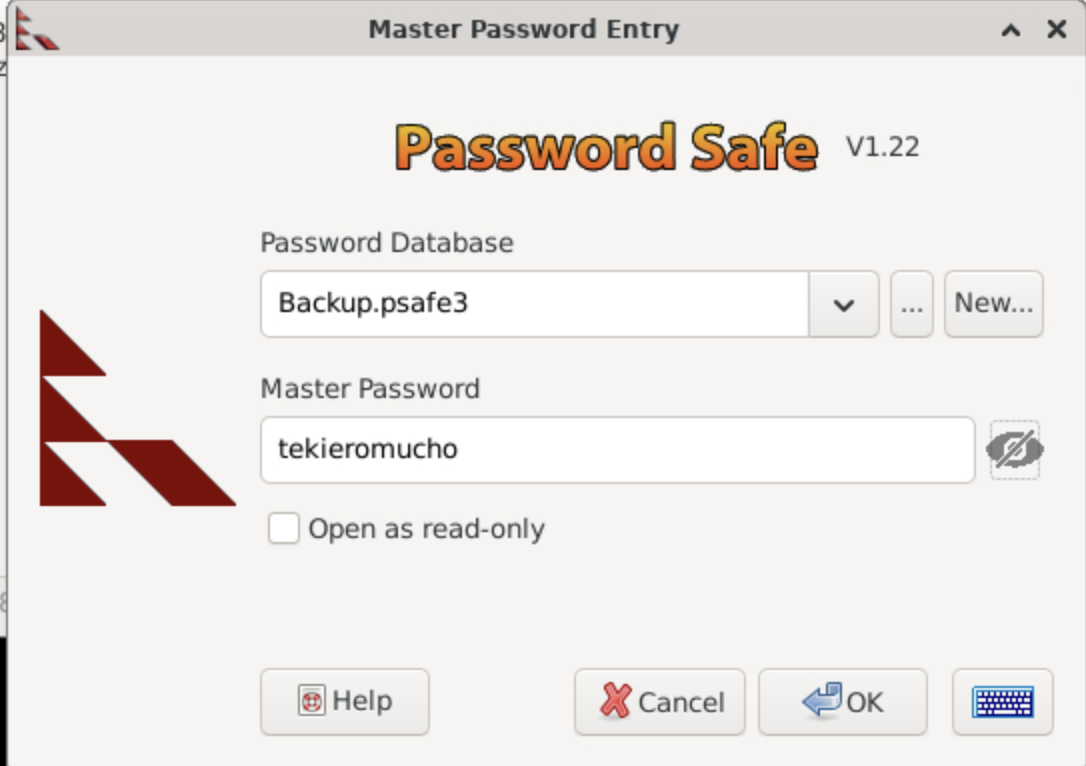 Master Password Entry
Password Safe V1.22
Password Database
Backup.psafe3
... New...
Master Password
tekieromucho
Open as read-only
Help Cancel OK